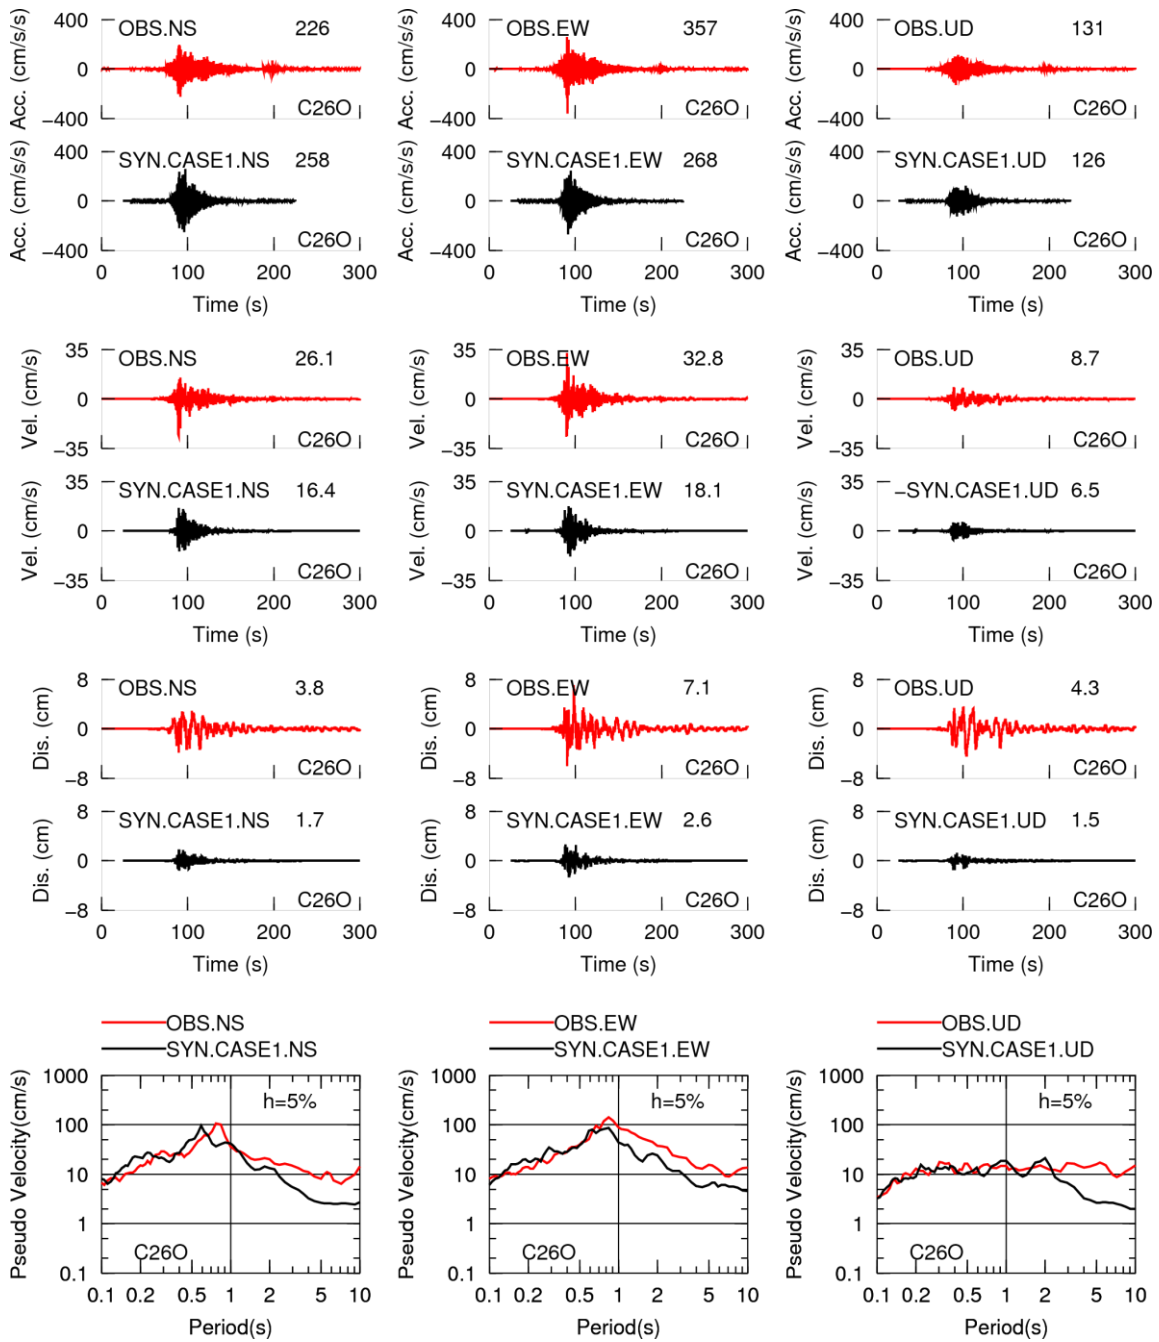 400 OBS.NS 226
0
−400 C26O
Acc. (cm/s/s)
400 OBS.EW 357
0
−400 C26O
Acc. (cm/s/s)
400 OBS.UD 131
0
−400 C26O
Acc. (cm/s/s)
400 SYN.CASE1.NS 258
0
−400 C26O
Acc. (cm/s/s)
0 100 200 300
Time (s)
400 SYN.CASE1.EW 268
0
−400 C26O
Acc. (cm/s/s)
0 100 200 300
Time (s)
400 SYN.CASE1.UD 126
0
−400 C26O
Acc. (cm/s/s)
0 100 200 300
Time (s)
35 OBS.NS 26.1
0
−35 C26O
Vel. (cm/s)
35 OBS.EW 32.8
0
−35 C26O
Vel. (cm/s)
35 OBS.UD 8.7
0
−35 C26O
Vel. (cm/s)
35 SYN.CASE1.NS 16.4
0
−35 C26O
Vel. (cm/s)
0 100 200 300
Time (s)
35 SYN.CASE1.EW 18.1
0
−35 C26O
Vel. (cm/s)
0 100 200 300
Time (s)
35 −SYN.CASE1.UD 6.5
0
−35 C26O
Vel. (cm/s)
0 100 200 300
Time (s)
8 OBS.NS 3.8
0
−8 C26O
Dis. (cm)
8 OBS.EW 7.1
0
−8 C26O
Dis. (cm)
8 OBS.UD 4.3
0
−8 C26O
Dis. (cm)
8 SYN.CASE1.NS 1.7
0
−8 C26O
Dis. (cm)
0 100 200 300
Time (s)
8 SYN.CASE1.EW 2.6
0
−8 C26O
Dis. (cm)
0 100 200 300
Time (s)
8 SYN.CASE1.UD 1.5
0
−8 C26O
Dis. (cm)
0 100 200 300
Time (s)
OBS.NS
SYN.CASE1.NS
1000
h=5%
100
10
1
C26O
0.1
Pseudo Velocity(cm/s)
0.1 0.2 0.5 1 2 5 10
Period(s)
OBS.EW
SYN.CASE1.EW
1000
h=5%
100
10
1
C26O
0.1
Pseudo Velocity(cm/s)
0.1 0.2 0.5 1 2 5 10
Period(s)
OBS.UD
SYN.CASE1.UD
1000
h=5%
100
10
1
C26O
0.1
Pseudo Velocity(cm/s)
0.1 0.2 0.5 1 2 5 10
Period(s)